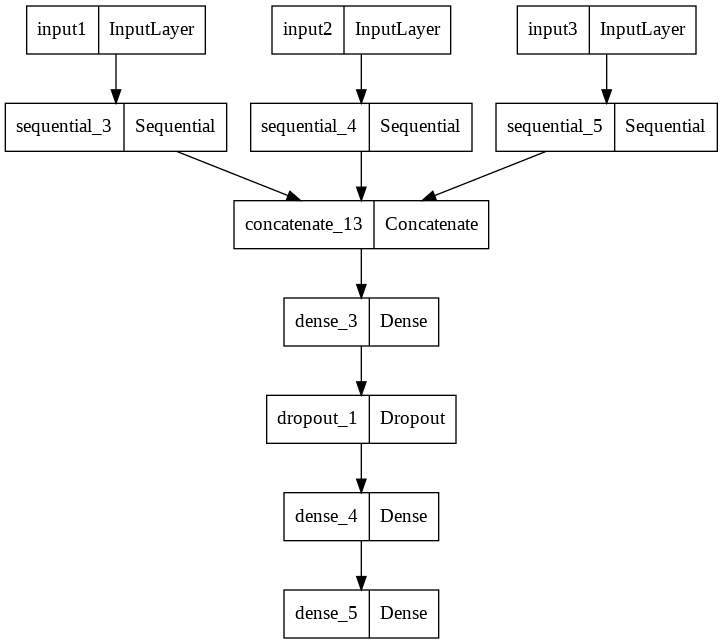 input1 InputLayer input2 InputLayer input3 InputLayer
sequential_3 Sequential sequential_4 Sequential sequential_5 Sequential
concatenate_13 Concatenate
dense_3 Dense
dropout_1 Dropout
dense_4 Dense
dense_5 Dense